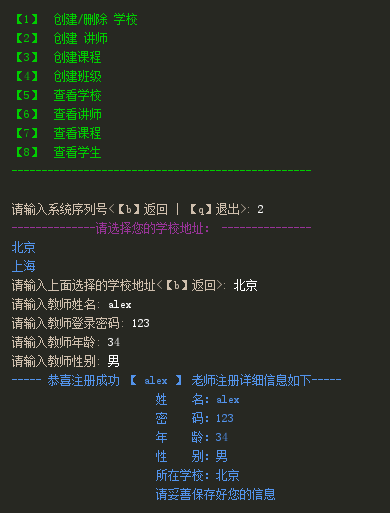 【1】 创建/删除 学校
【2】 创建 讲师
【3】 创建课程
【4】 创建班级
【5】 查看学校
【6】 查看讲师
【7】 查看课程
【8】 查看学生
--------------------------------------------------
请输入系统序列号<【b】返回 | 【q】退出>: 2
--------------请选择您的学校地址: ---------------
北京
上海
请输入上面选择的学校地址<【b】返回>: 北京
请输入教师姓名: alex
请输入教师登录密码: 123
请输入教师年龄: 34
请输入教师性别: 男
----- 恭喜注册成功 【 alex 】 老师注册详细信息如下-----
姓 名: alex
密 码: 123
年 龄: 34
性 别: 男
所在学校: 北京
请妥善保存好您的信息